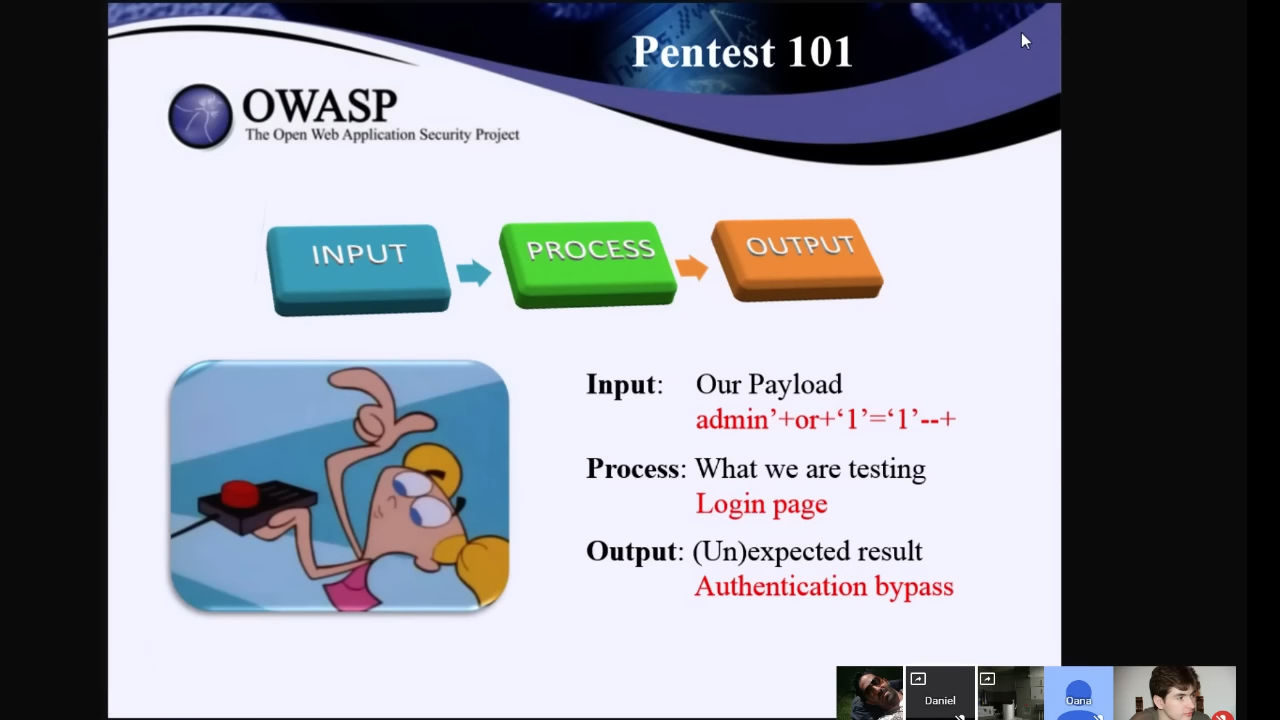 Pentest 101
OWASP
The Open Web Application Security Project
INPUT
PROCESS
OUTPUT
Input: Our Payload
admin’+or+‘1’=‘1’--+
Process: What we are testing
Login page
Output: (Un)expected result
Authentication bypass
Daniel
Oana